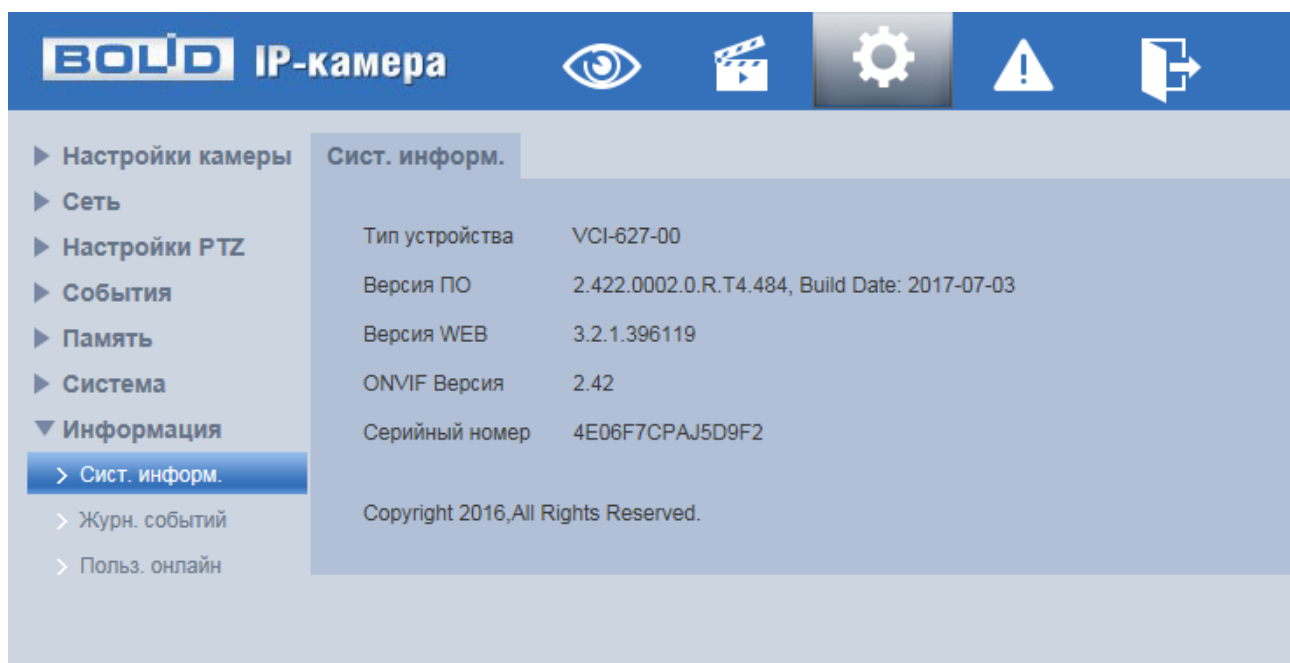 BOLID IP-камера
Настройки камеры
Сеть
Настройки PTZ
События
Память
Система
Информация
Сист. информ.
Журн. событий
Польз. онлайн
Сист. информ.
Тип устройства VCI-627-00
Версия ПО 2.422.0002.0.R.T4.484, Build Date: 2017-07-03
Версия WEB 3.2.1.396119
ONVIF Версия 2.42
Серийный номер 4E06F7CPAJ5D9F2
Copyright 2016,All Rights Reserved.